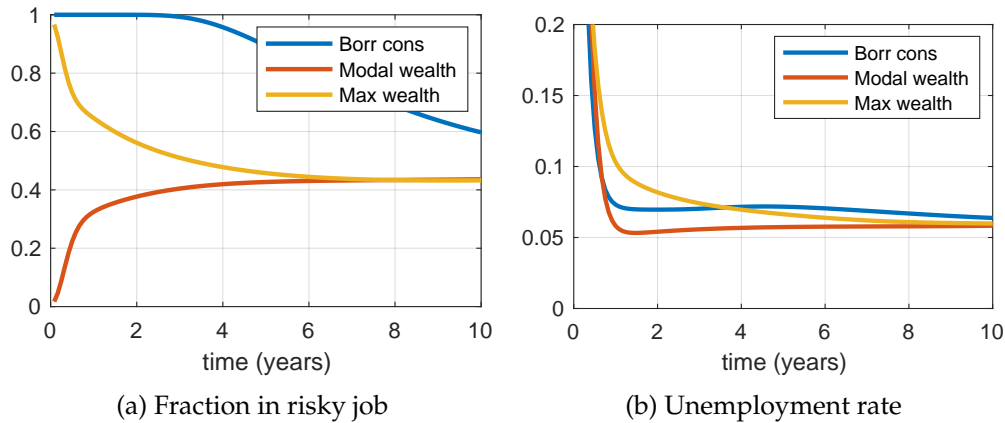 1
0.8
0.6
0.4
0.2
0
0 2 4 6 8 10
time (years)
Borr cons
Modal wealth
Max wealth
(a) Fraction in risky job
0.2
0.15
0.1
0.05
0
0 2 4 6 8 10
time (years)
Borr cons
Modal wealth
Max wealth
(b) Unemployment rate